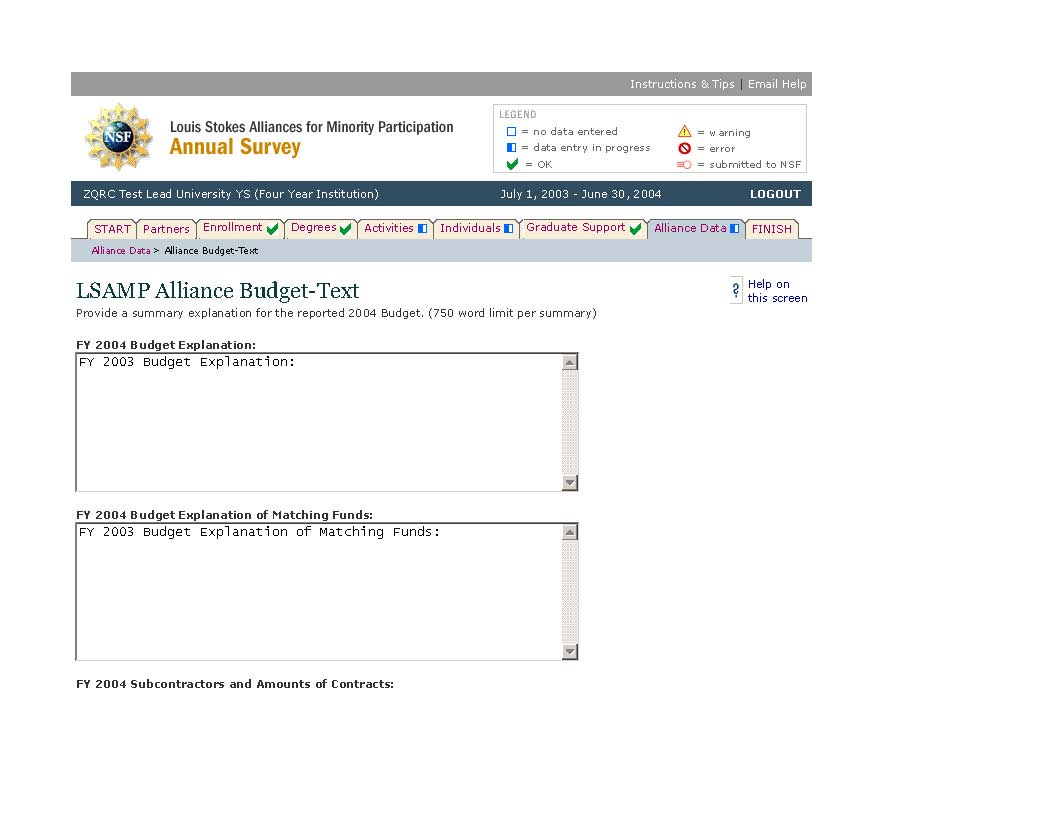 Instructions & Tips | Email Help
NSF
Louis Stokes Alliances for Minority Participation
Annual Survey
LEGEND
= no data entered
= data entry in progress
= OK
= warning
= error
= submitted to NSF
ZQRC Test Lead University YS (Four Year Institution) July 1, 2003 - June 30, 2004 LOGOUT
START Partners Enrollment Degrees Activities Individuals Graduate Support Alliance Data FINISH
Alliance Data > Alliance Budget-Text
LSAMP Alliance Budget-Text
? Help on
this screen
Provide a summary explanation for the reported 2004 Budget. (750 word limit per summary)
FY 2004 Budget Explanation:
FY 2003 Budget Explanation:
FY 2004 Budget Explanation of Matching Funds:
FY 2003 Budget Explanation of Matching Funds:
FY 2004 Subcontractors and Amounts of Contracts: